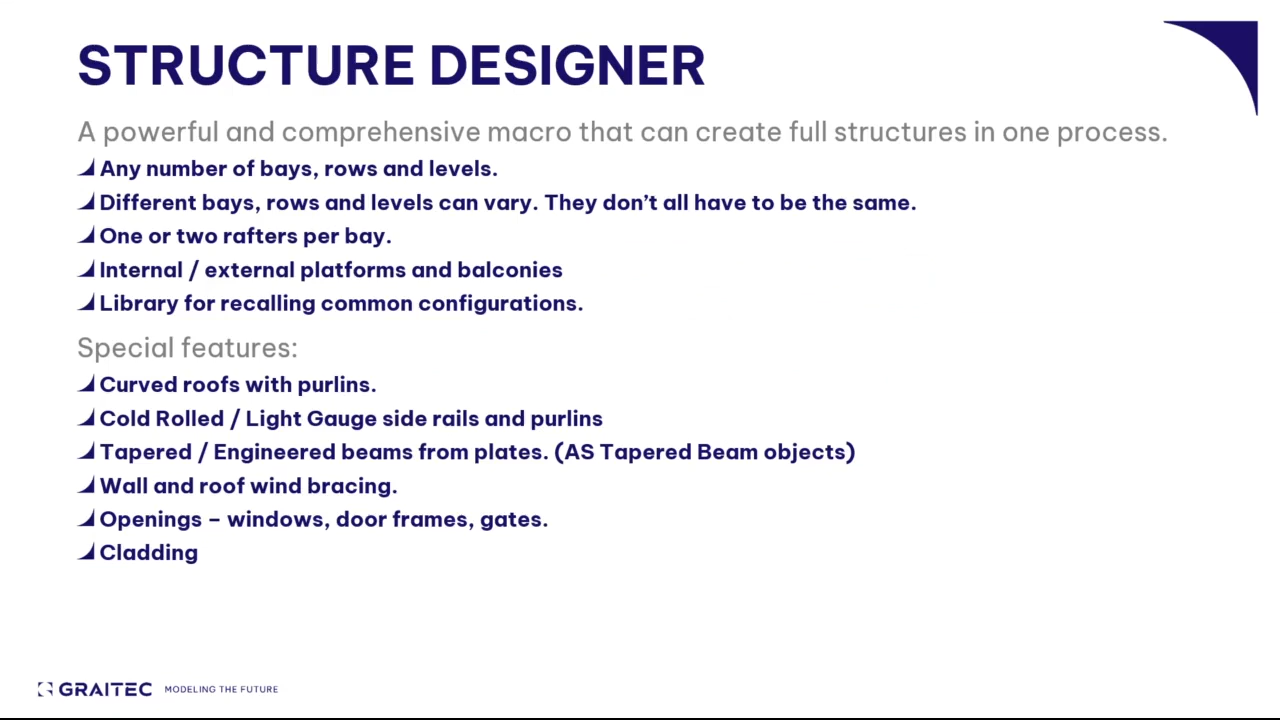 STRUCTURE DESIGNER
A powerful and comprehensive macro that can create full structures in one process.
Any number of bays, rows and levels.
Different bays, rows and levels can vary. They don’t all have to be the same.
One or two rafters per bay.
Internal / external platforms and balconies
Library for recalling common configurations.
Special features:
Curved roofs with purlins.
Cold Rolled / Light Gauge side rails and purlins
Tapered / Engineered beams from plates. (AS Tapered Beam objects)
Wall and roof wind bracing.
Openings – windows, door frames, gates.
Cladding
GRAITEC MODELING THE FUTURE